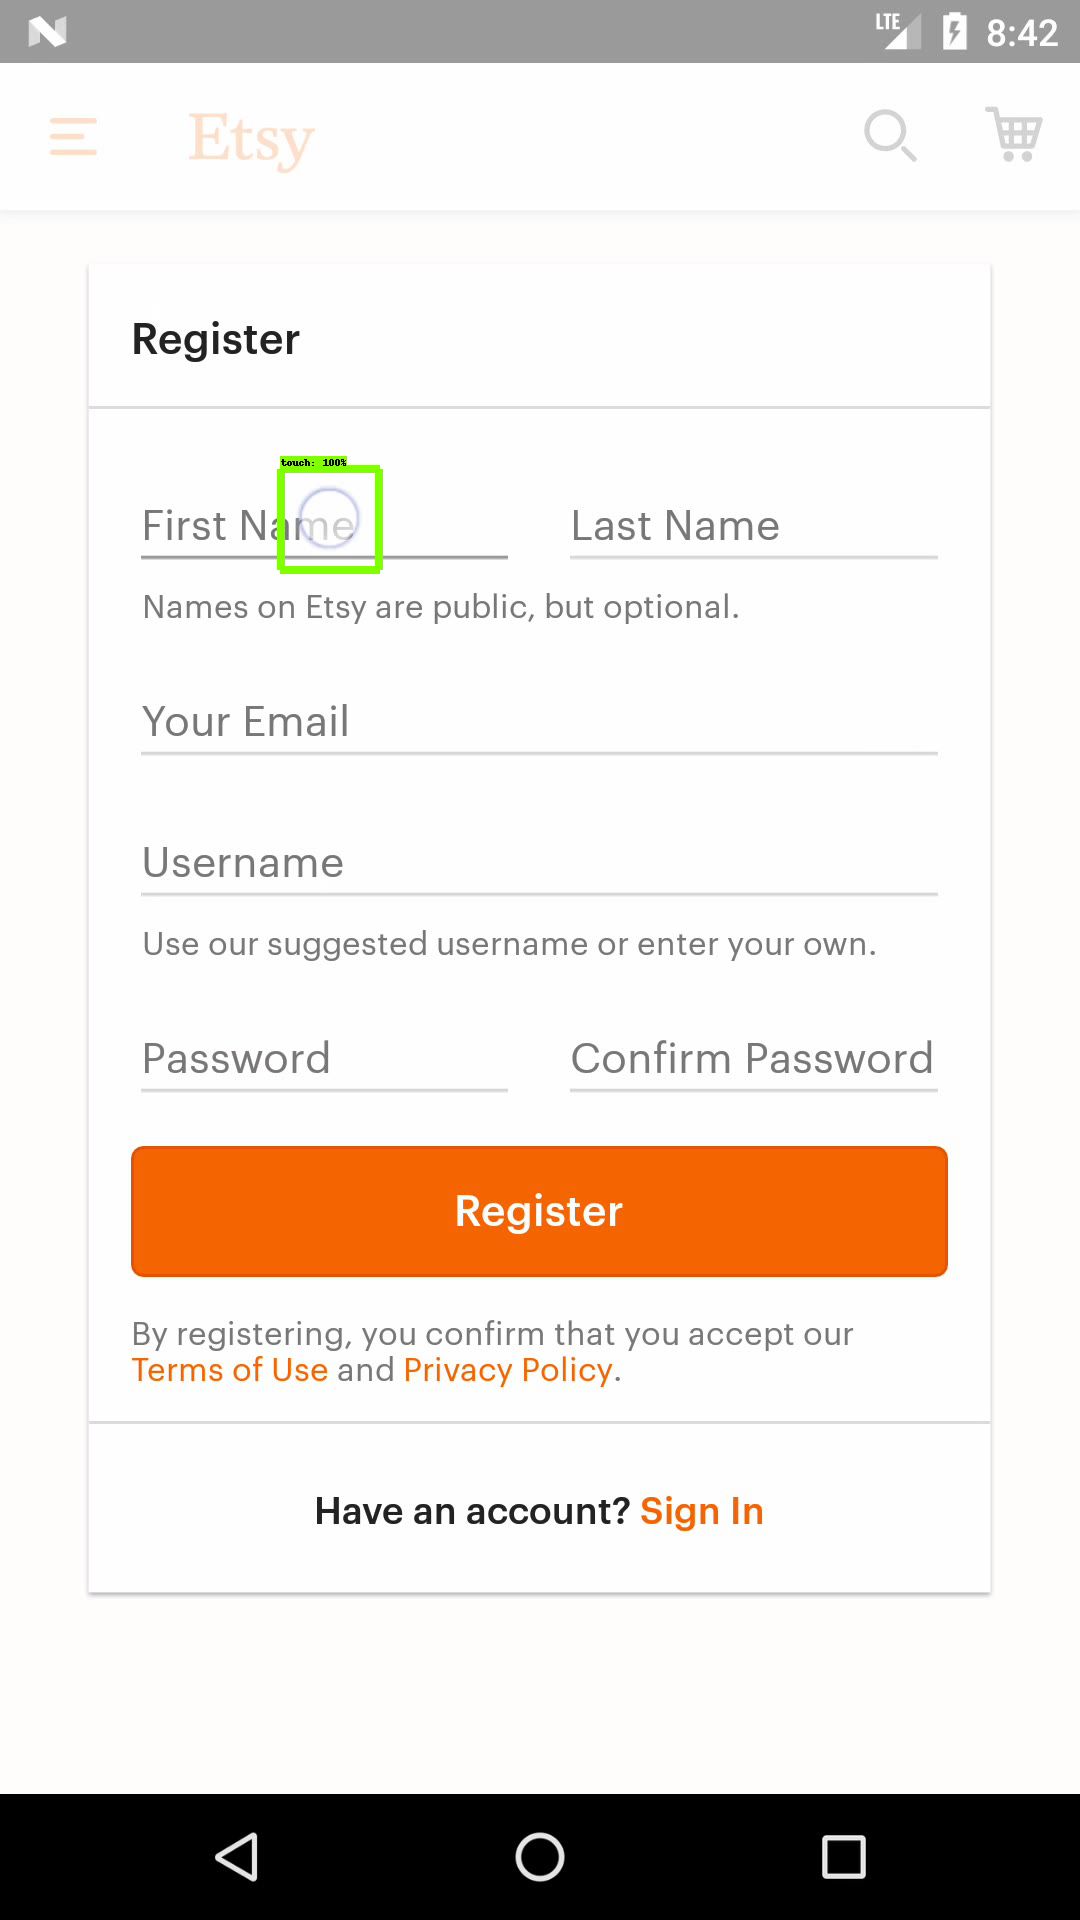 LTE 8:42
Etsy
Register
touch: 100%
First Name Last Name
Names on Etsy are public, but optional.
Your Email
Username
Use our suggested username or enter your own.
Password Confirm Password
Register
By registering, you confirm that you accept our
Terms of Use and Privacy Policy.
Have an account? Sign In